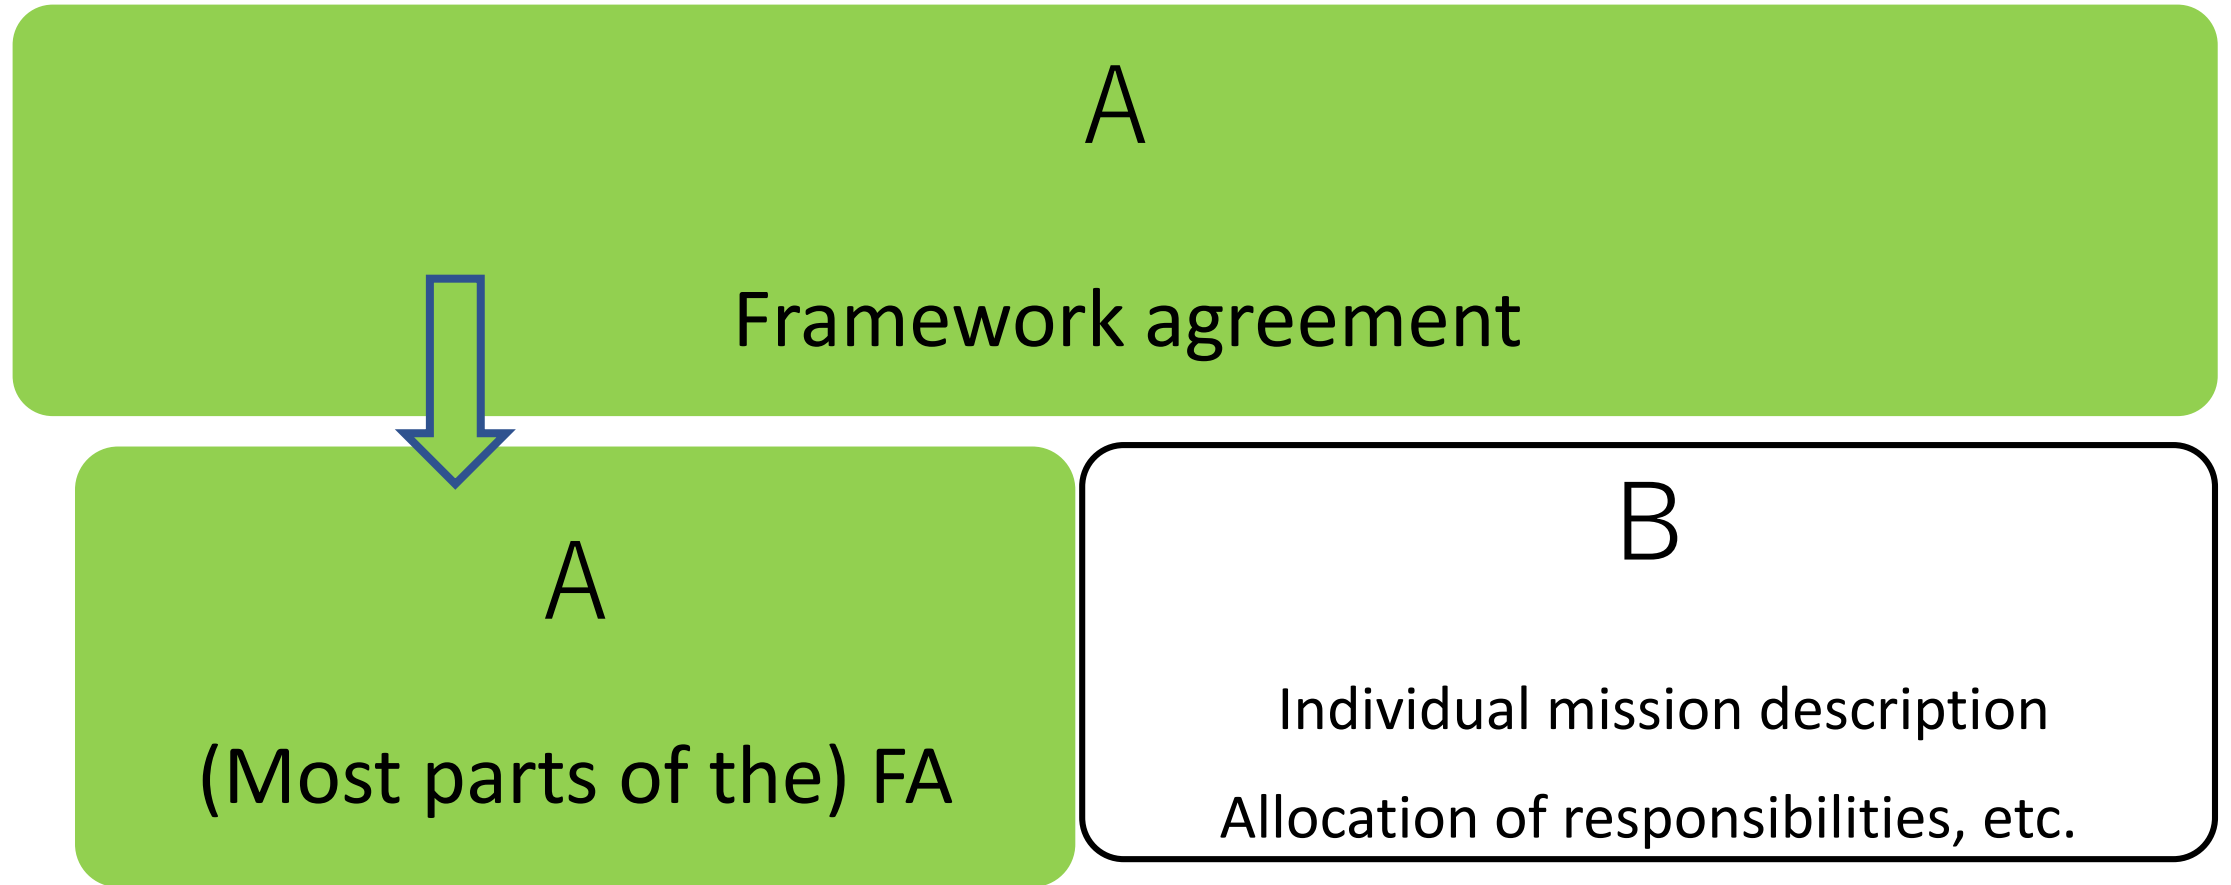 A
Framework agreement
A
(Most parts of the) FA
B
Individual mission description
Allocation of responsibilities, etc.